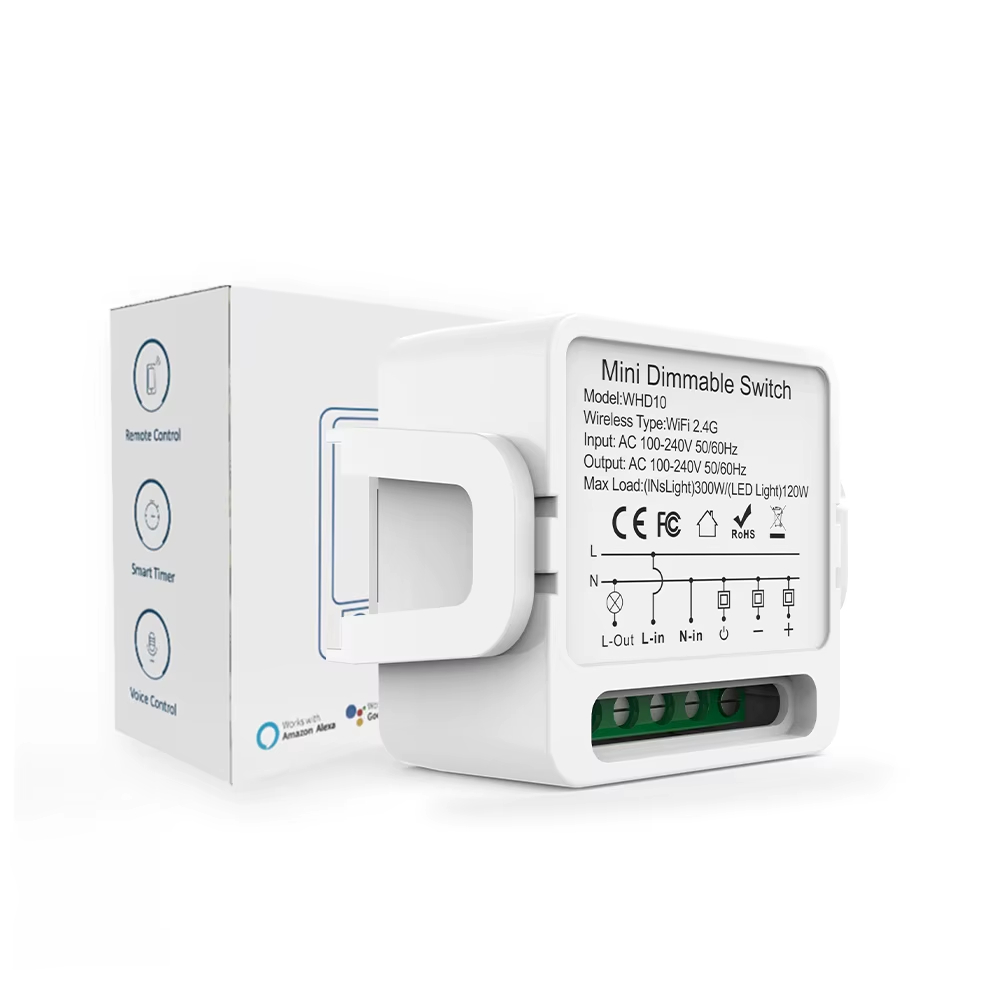 Remote Control
Smart Timer
Voice Control
Works with
Amazon Alexa
Mini Dimmable Switch
Model:WHD10
Wireless Type:WiFi 2.4G
Input: AC 100-240V 50/60Hz
Output: AC 100-240V 50/60Hz
Max Load:(INsLight)300W/(LED Light)120W
CE FC RoHS
L
N
L-Out L-in N-in − +